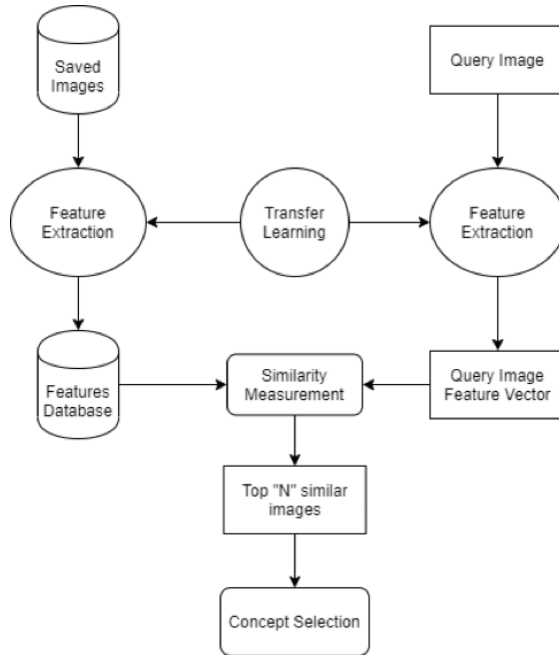 Saved
Images
Query Image
Feature
Extraction
Transfer
Learning
Feature
Extraction
Features
Database
Similarity
Measurement
Query Image
Feature Vector
Top "N" similar
images
Concept Selection